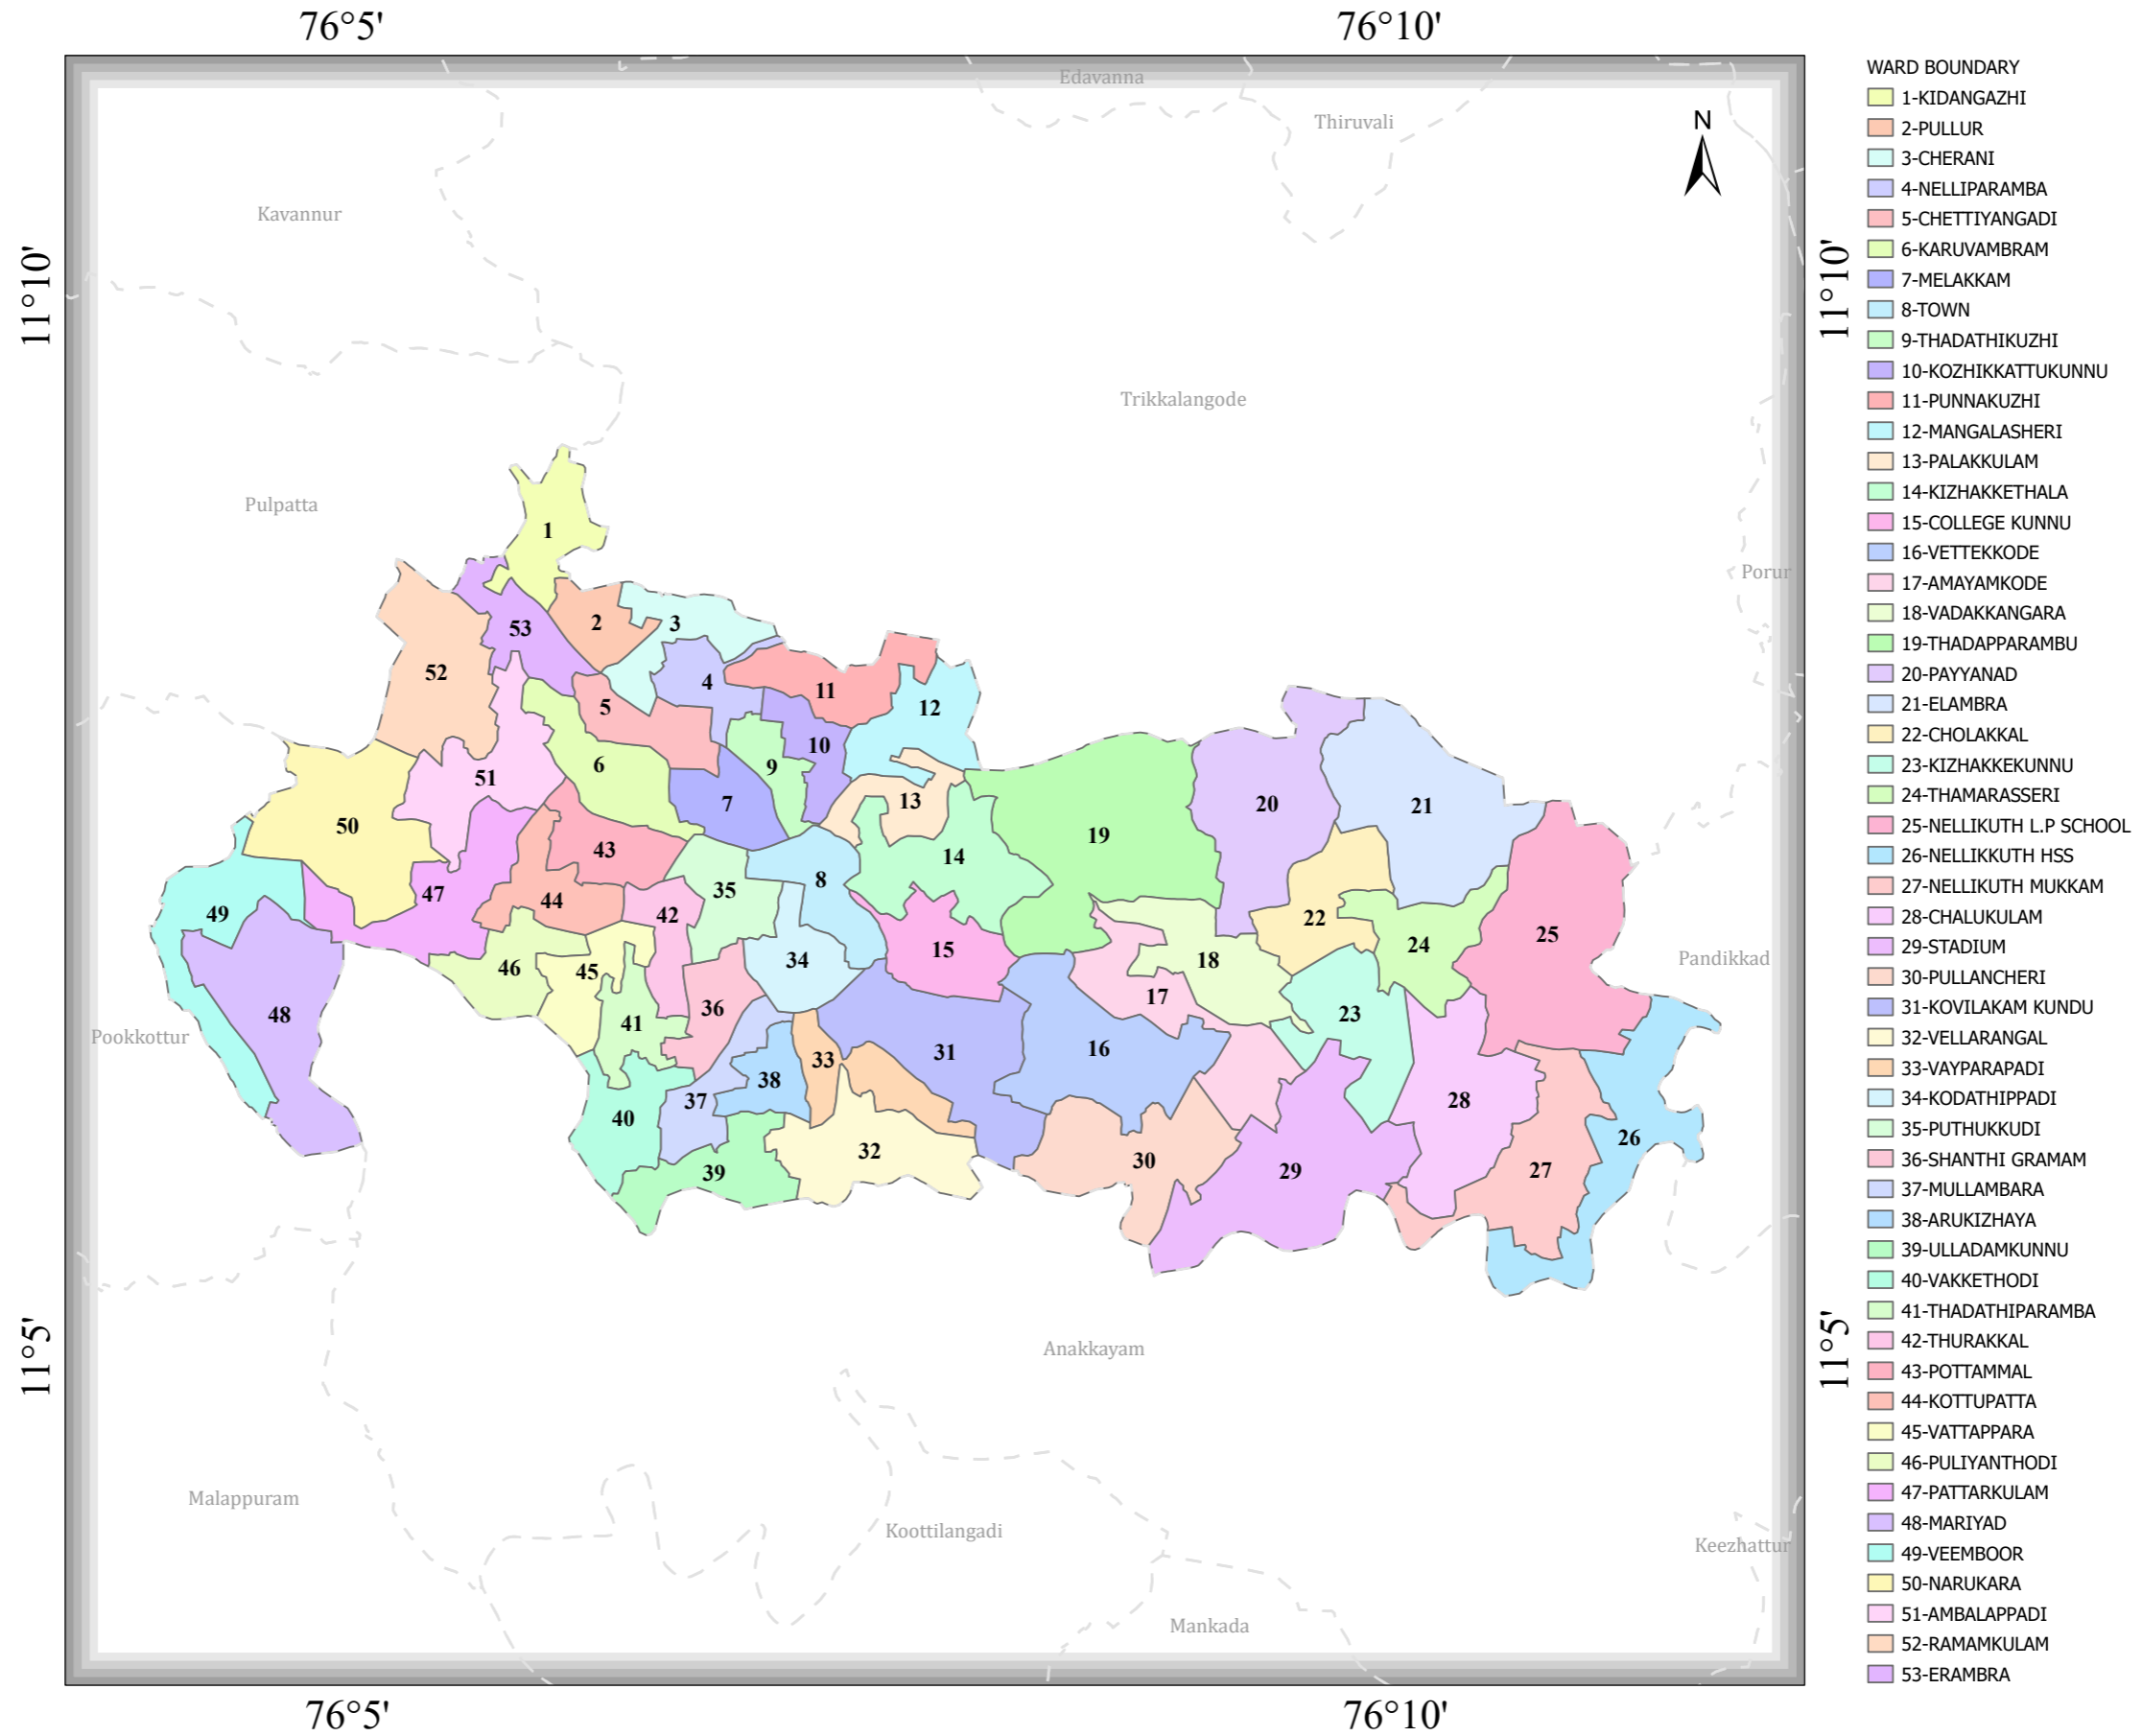 76°5' 76°10'
Edavanna
Thiruvali
N
Kavannur
11°10' 11°10'
Trikkalangode
Pulpatta
Porur
1
2
3
53
52
4
5
11
12
10
6
9
51
7
13
20
21
50
19
43
14
8
35
44
47
42
49
22
25
24
15
34
18
46
45
Pandikkad
17
36
23
48
41
Pookkottur
16
31
33
38
37
28
40
26
32
30
29
27
39
11°5' 11°5'
Anakkayam
Malappuram
Koottilangadi
Keezhattur
Mankada
76°5' 76°10'
WARD BOUNDARY
1-KIDANGAZHI
2-PULLUR
3-CHERANI
4-NELLIPARAMBA
5-CHETTIYANGADI
6-KARUVAMBRAM
7-MELAKKAM
8-TOWN
9-THADATHIKUZHI
10-KOZHIKKATTUKUNNU
11-PUNNAKUZHI
12-MANGALASHERI
13-PALAKKULAM
14-KIZHAKKETHALA
15-COLLEGE KUNNU
16-VETTEKKODE
17-AMAYAMKODE
18-VADAKKANGARA
19-THADAPPARAMBU
20-PAYYANAD
21-ELAMBRA
22-CHOLAKKAL
23-KIZHAKKEKUNNU
24-THAMARASSERI
25-NELLIKUTH L.P SCHOOL
26-NELLIKKUTH HSS
27-NELLIKUTH MUKKAM
28-CHALUKULAM
29-STADIUM
30-PULLANCHERI
31-KOVILAKAM KUNDU
32-VELLARANGAL
33-VAYPARAPADI
34-KODATHIPPADI
35-PUTHUKKUDI
36-SHANTHI GRAMAM
37-MULLAMBARA
38-ARUKIZHAYA
39-ULLADAMKUNNU
40-VAKKETHODI
41-THADATHIPARAMBA
42-THURAKKAL
43-POTTAMMAL
44-KOTTUPATTA
45-VATTAPPARA
46-PULIYANTHODI
47-PATTARKULAM
48-MARIYAD
49-VEEMBOOR
50-NARUKARA
51-AMBALAPPADI
52-RAMAMKULAM
53-ERAMBRA